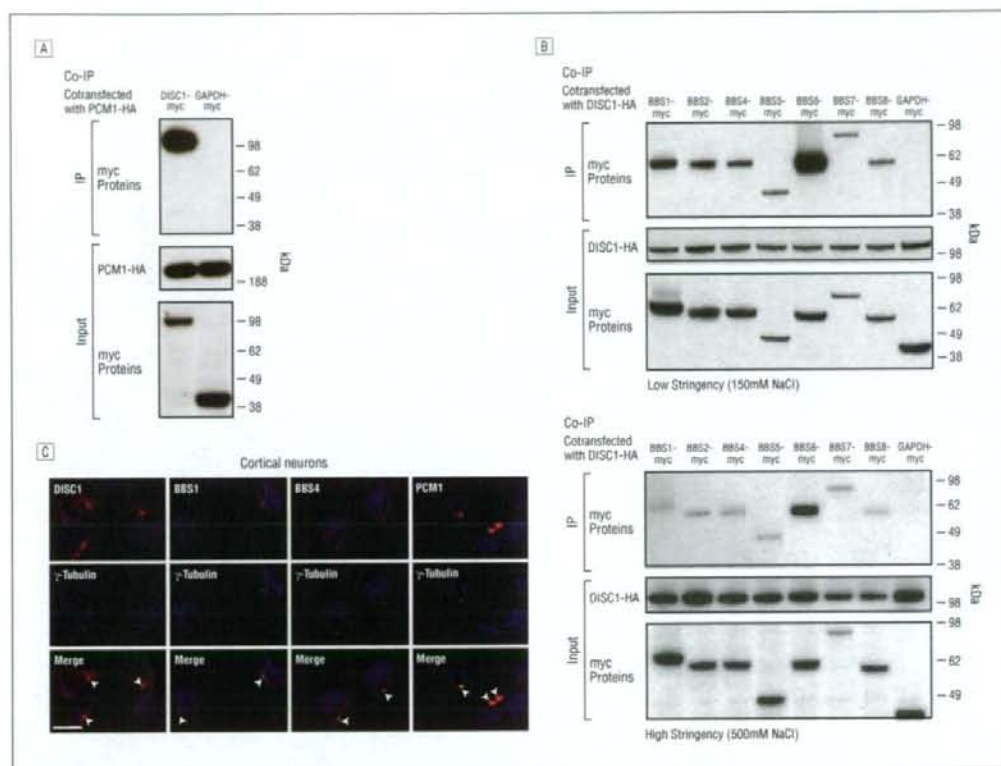 A
Co-IP
Cotransfected
with PCM1-HA
DISC1-
myc
GAPDH-
myc
IP
myc
Proteins
98
62
49
38
PCM1-HA
188
kDa
Input
myc
Proteins
98
62
49
38
B
Co-IP
Cotransfected
with DISC1-HA
BBS1-
myc
BBS2-
myc
BBS4-
myc
BBS5-
myc
BBS6-
myc
BBS7-
myc
BBS8-
myc
GAPDH-
myc
IP
myc
Proteins
98
62
49
38
DISC1-HA
98
kDa
Input
myc
Proteins
98
62
49
38
Low Stringency (150mM NaCl)
Co-IP
Cotransfected
with DISC1-HA
BBS1-
myc
BBS2-
myc
BBS4-
myc
BBS5-
myc
BBS6-
myc
BBS7-
myc
BBS8-
myc
GAPDH-
myc
IP
myc
Proteins
98
62
49
38
DISC1-HA
98
kDa
Input
myc
Proteins
98
62
49
High Stringency (500mM NaCl)
C
Cortical neurons
DISC1 BBS1 BBS4 PCM1
γ-Tubulin γ-Tubulin γ-Tubulin γ-Tubulin
Merge Merge Merge Merge